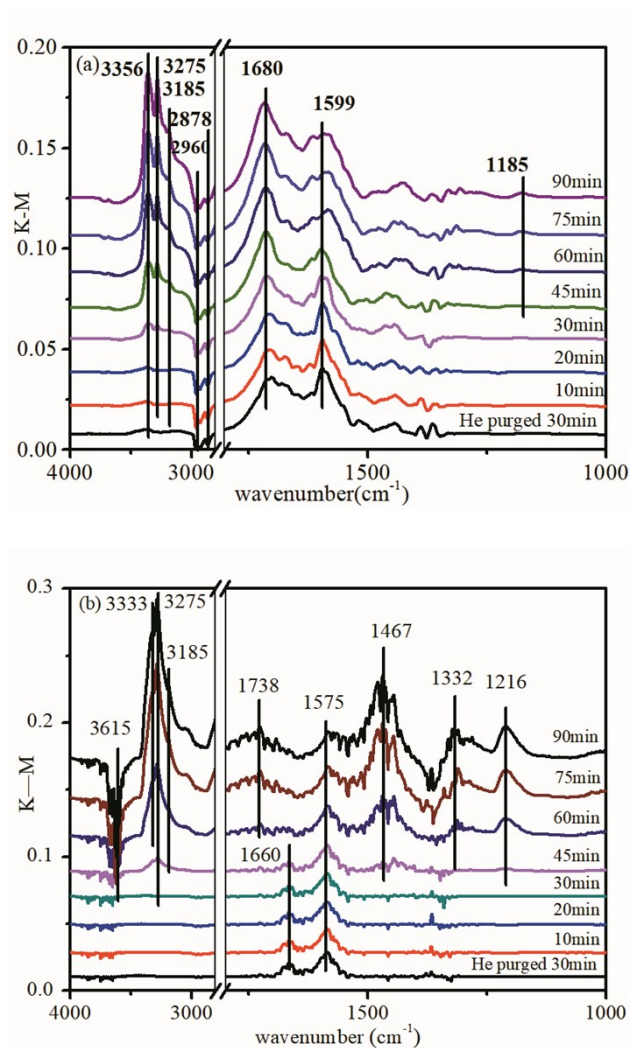 (a)
3356
3275
3185
2878
2960
1680
1599
1185
0.20
0.15
0.10
0.05
0.00
K-M
90min
75min
60min
45min
30min
20min
10min
He purged 30min
4000
3000
1500
1000
wavenumber(cm-1)
(b)
3333
3275
3185
3615
1738
1575
1467
1332
1216
1660
0.3
0.2
0.1
0.0
K—M
90min
75min
60min
45min
30min
20min
10min
He purged 30min
4000
3000
1500
1000
wavenumber (cm-1)